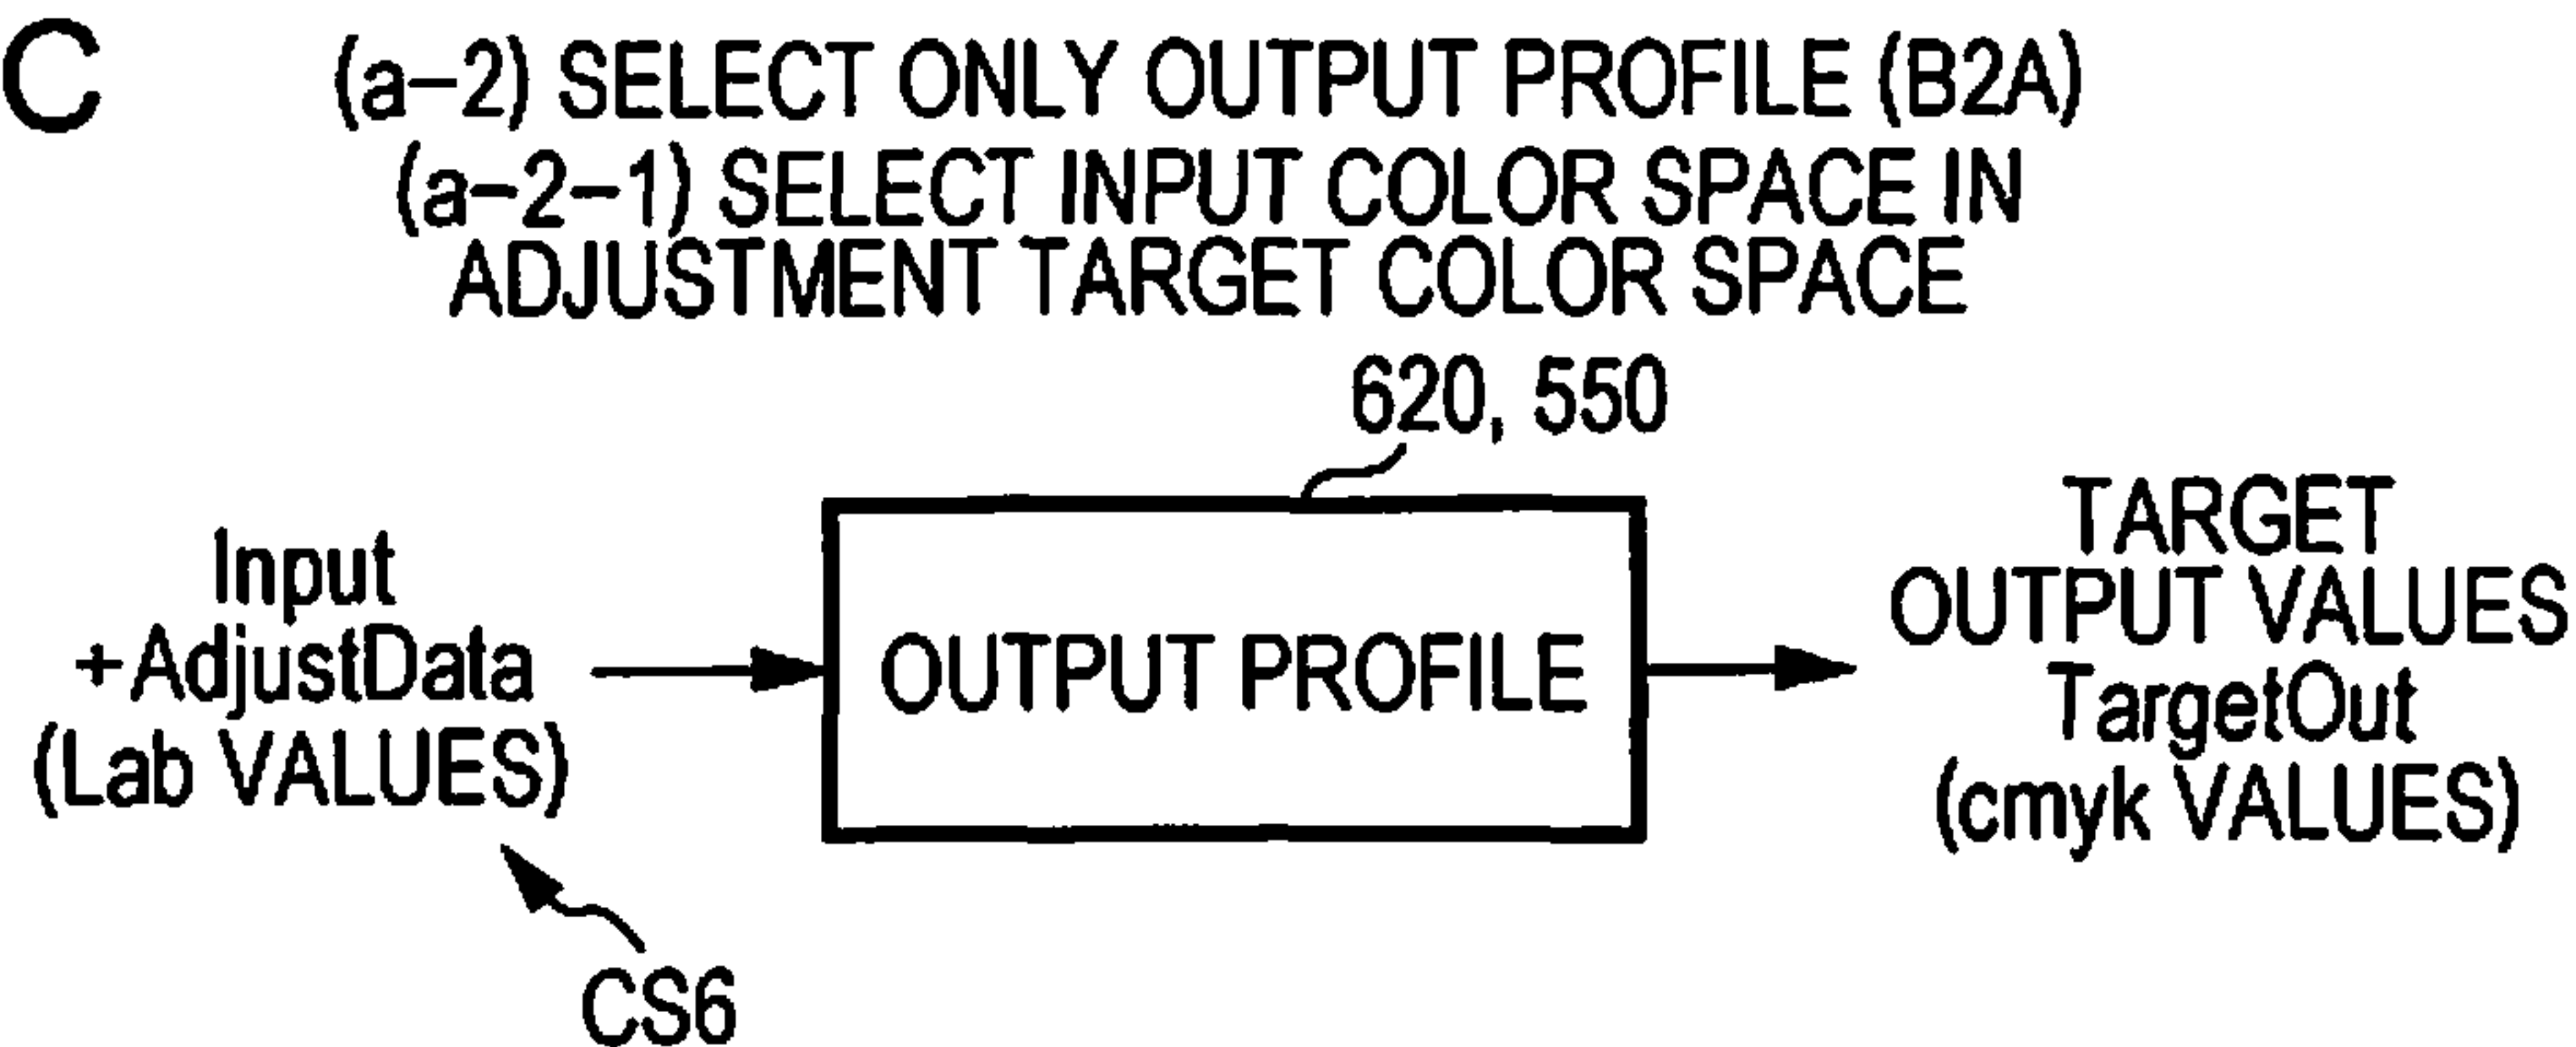 C
(a-2) SELECT ONLY OUTPUT PROFILE (B2A)
(a-2-1) SELECT INPUT COLOR SPACE IN
ADJUSTMENT TARGET COLOR SPACE
620, 550
Input
+AdjustData
(Lab VALUES)
OUTPUT PROFILE
TARGET
OUTPUT VALUES
TargetOut
(cmyk VALUES)
CS6